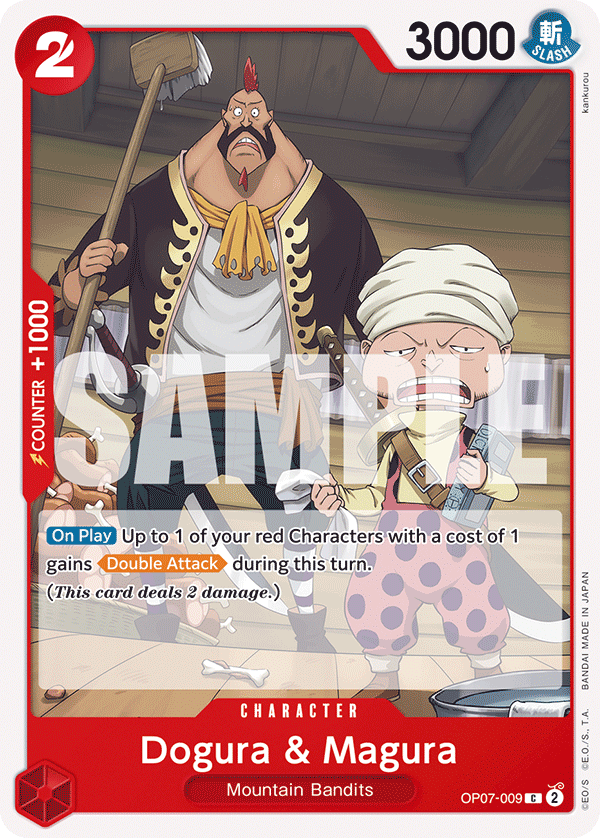 2
3000
斬
SLASH
kankurou
COUNTER +1000
SAMPLE
On Play Up to 1 of your red Characters with a cost of 1
gains Double Attack during this turn.
(This card deals 2 damage.)
CHARACTER
Dogura & Magura
Mountain Bandits
OP07-009 C 2
©E.O/S ©E.O./S., T.A. BANDAI MADE IN JAPAN